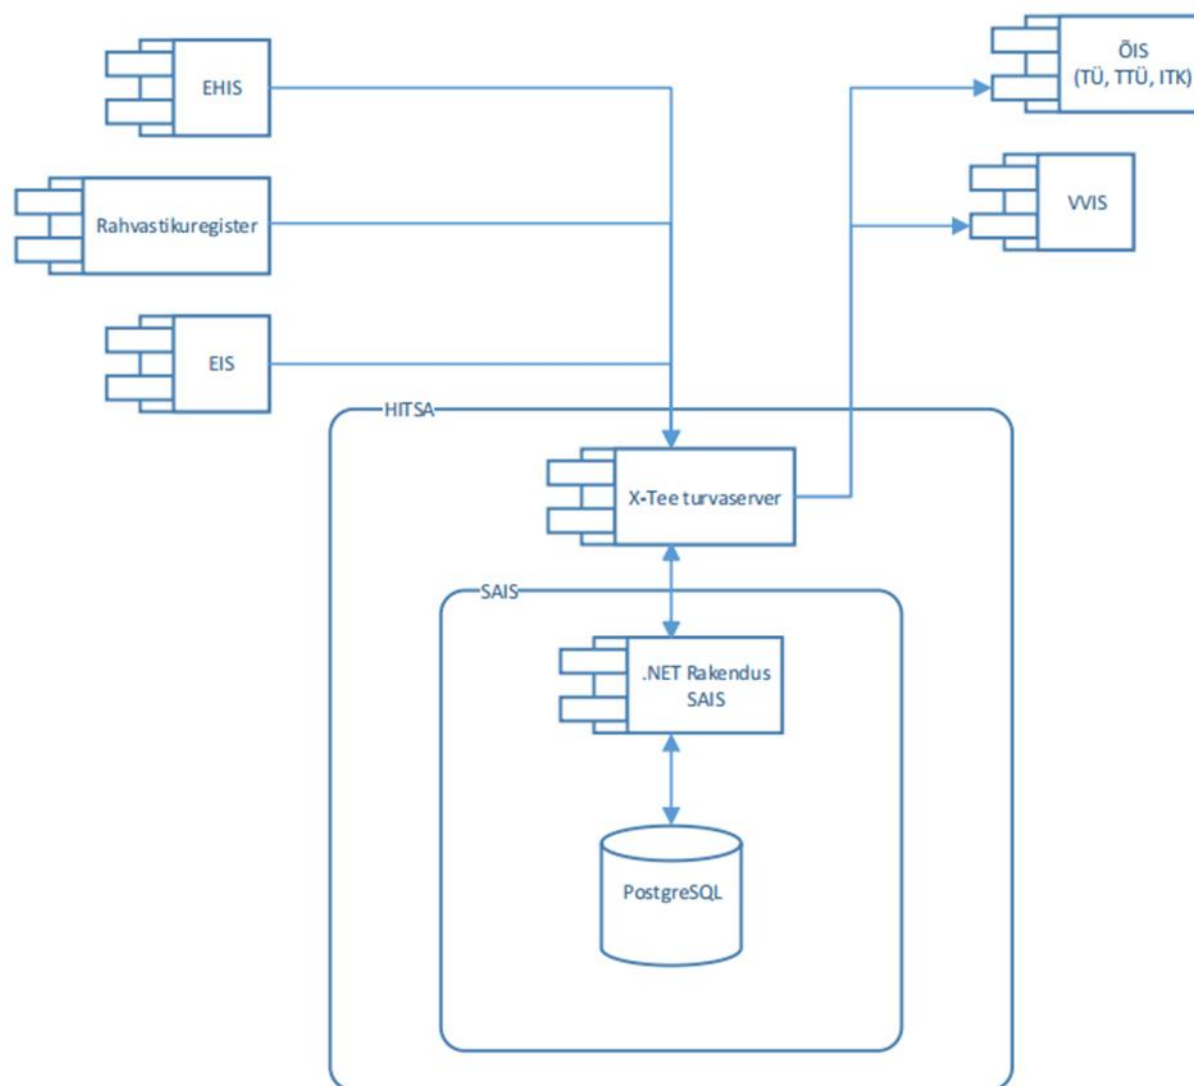 EHIS
Rahvastikuregister
EIS
ÕIS
(TÜ, TTÜ, ITK)
VVIS
HITSA
X-Tee turvaserver
SAIS
.NET Rakendus
SAIS
PostgreSQL